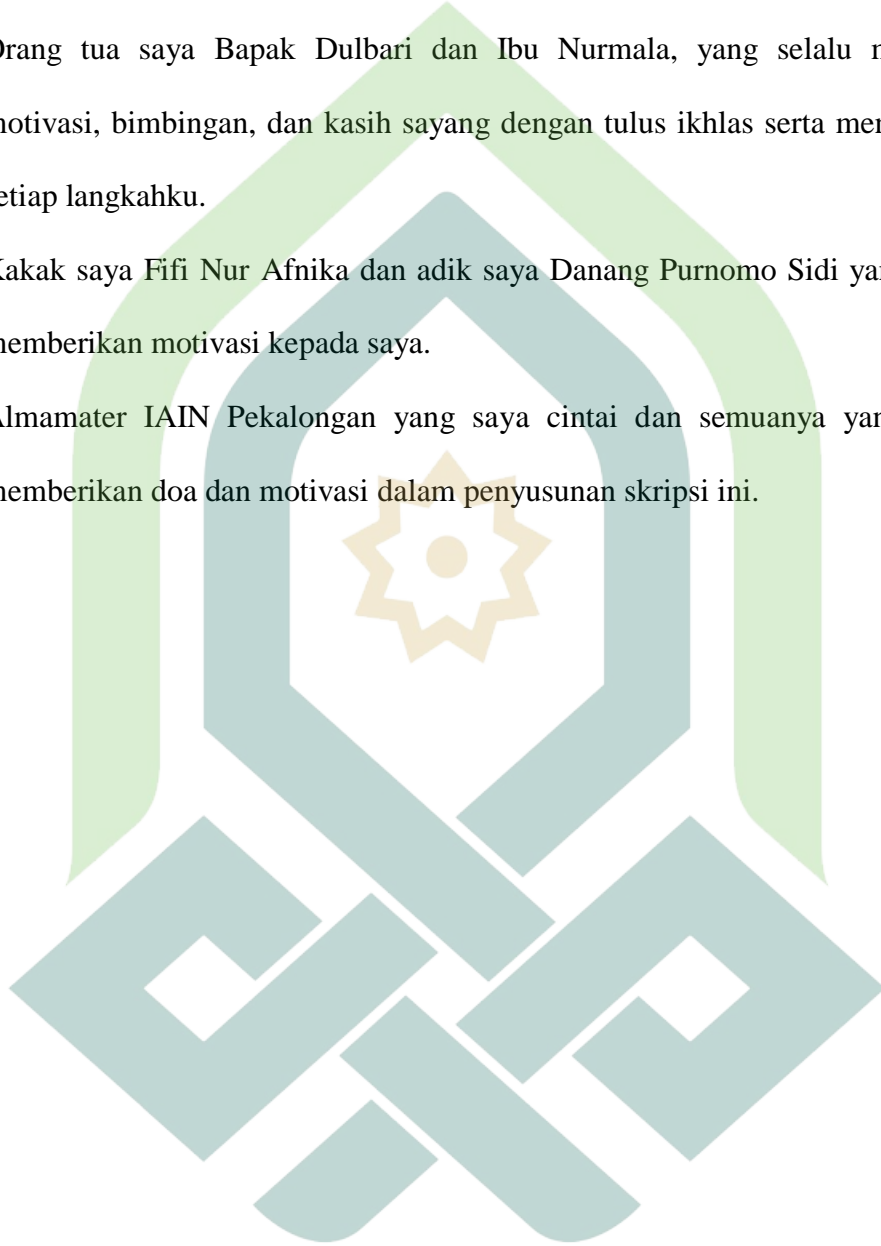 Orang tua saya Bapak Dulbari dan Ibu Nurmala, yang selalu
motivasi, bimbingan, dan kasih sayang dengan tulus ikhlas serta
setiap langkahku.
Kakak saya Fifi Nur Afnika dan adik saya Danang Purnomo Sidi
memberikan motivasi kepada saya.
Almamater IAIN Pekalongan yang saya cintai dan semuanya
memberikan doa dan motivasi dalam penyusunan skripsi ini.